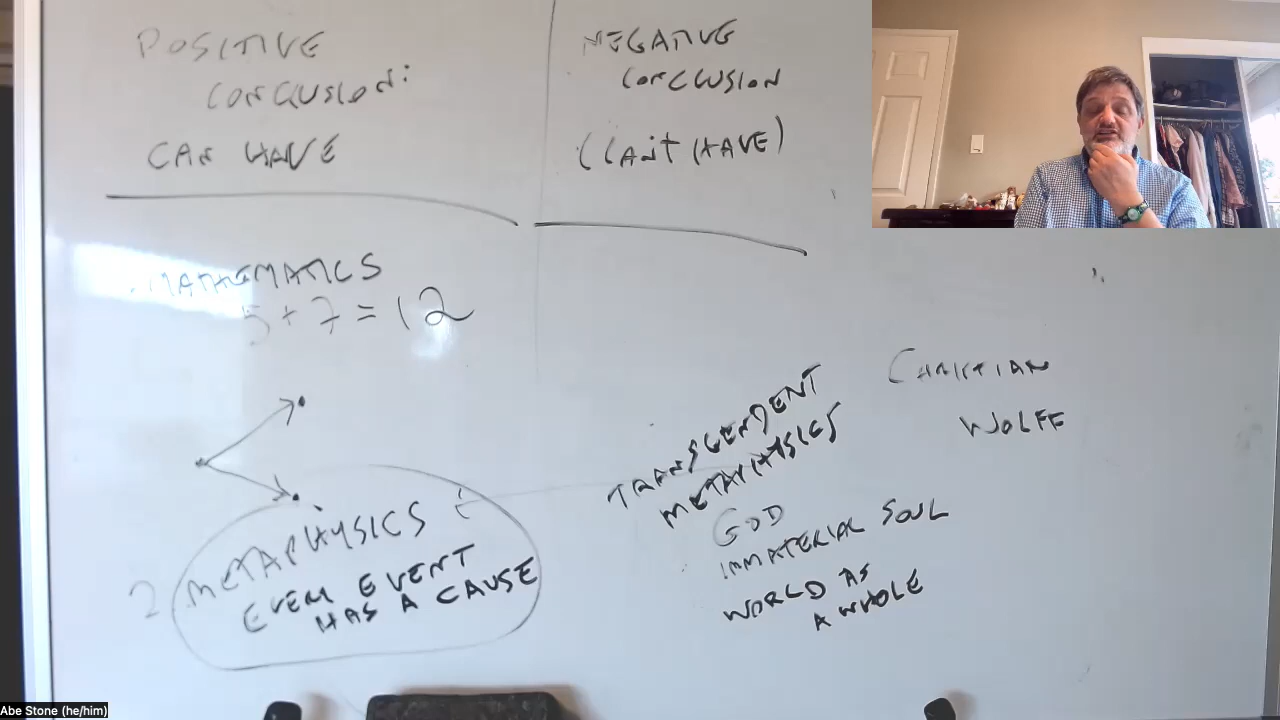 POSITIVE
CONCLUSION:
CAN HAVE
NEGATIVE
CONCLUSION
(CAN'T HAVE)
MATHEMATICS
5 + 7 = 12
2 METAPHYSICS
EVERY EVENT
HAS A CAUSE
TRANSCENDENT
METAPHYSICS
GOD
IMMATERIAL SOUL
WORLD AS
A WHOLE
CHRISTIAN
WOLFF
Abe Stone (he/him)